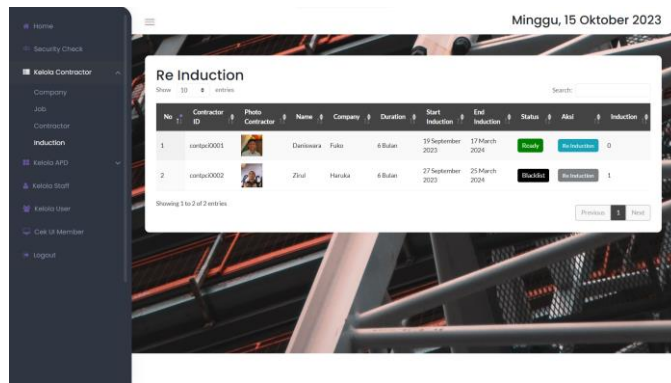 Minggu, 15 Oktober 2023
Home
Security Check
Kelola Contractor
Company
Job
Contractor
Induction
Kelola APD
Kelola Staff
Kelola User
Cek UI Member
Logout
Re Induction
Show 10 entries
Search:
No Contractor ID Photo Contractor Name Company Duration Start Induction End Induction Status Aksi Induction
1 contpci0001 Daniswara Fuko 6 Bulan 19 September 2023 17 March 2024 Ready Re Induction 0
2 contpci0002 Zirul Haruka 6 Bulan 27 September 2023 25 March 2024 Blacklist Re Induction 1
Showing 1 to 2 of 2 entries
Previous 1 Next